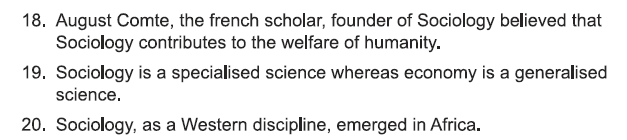 18. August Comte, the french scholar, founder of Sociology believed that
Sociology contributes to the welfare of humanity.
19. Sociology is a specialised science whereas economy is a generalised
science.
20. Sociology, as a Western discipline, emerged in Africa.